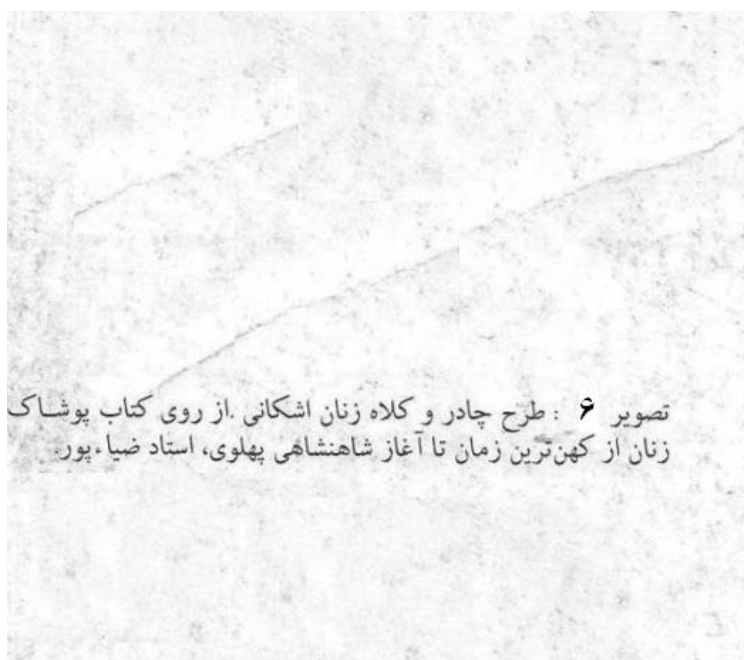 تصویر ۶ : طرح چادر و کلاه زنان اشکانی .از روی کتاب پوشـاک
زنان از کهن‌ترین زمان تا آغاز شاهنشاهی پهلوی، استاد ضیاءپور.